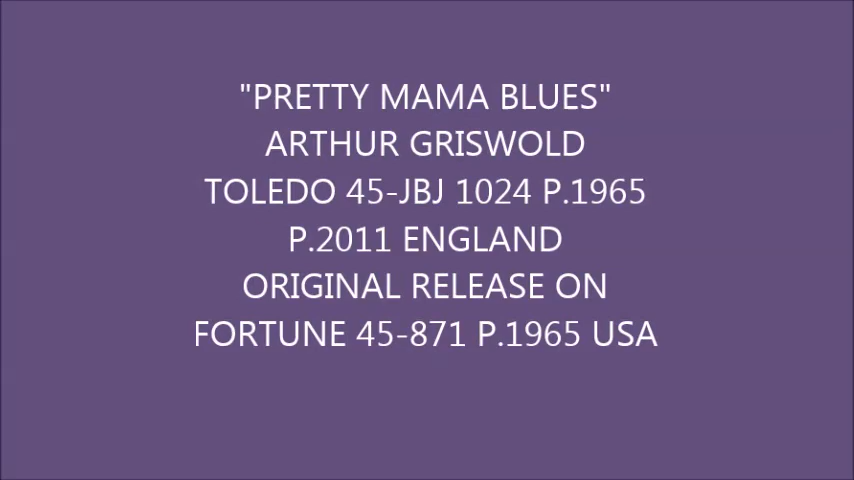 "PRETTY MAMA BLUES"
ARTHUR GRISWOLD
TOLEDO 45-JBJ 1024 P.1965
P.2011 ENGLAND
ORIGINAL RELEASE ON
FORTUNE 45-871 P.1965 USA